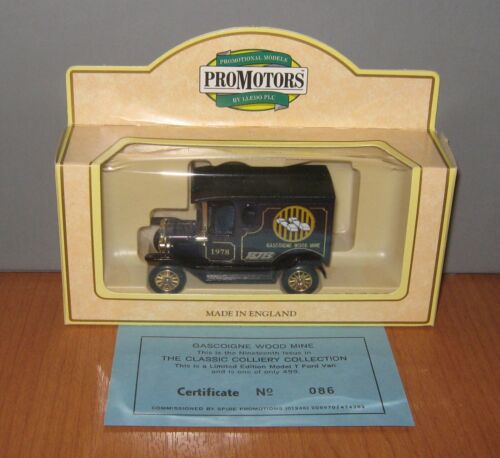 PROMOTIONAL MODELS
PROMOTORS
BY LLEDO PLC
GASCOIGNE WOOD MINE
1978
MADE IN ENGLAND
GASCOIGNE WOOD MINE
This is the Nineteenth Issue in
THE CLASSIC COLLIERY COLLECTION
This is a Limited Edition Model T Ford Van
and is one of only 499.
Certificate No 086
COMMISSIONED BY SPIRE PROMOTIONS